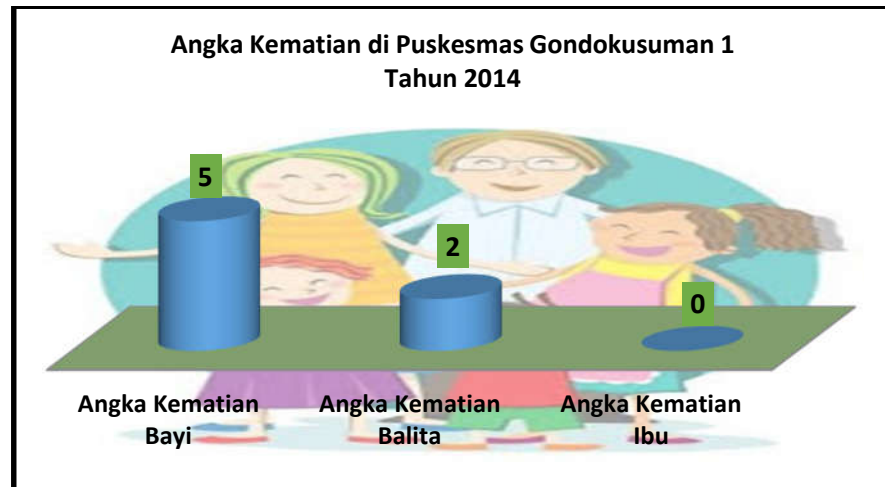 Angka Kematian di Puskesmas Gondokusuman 1
Tahun 2014
5
2
0
Angka Kematian
Bayi
Angka Kematian
Balita
Angka Kematian
Ibu